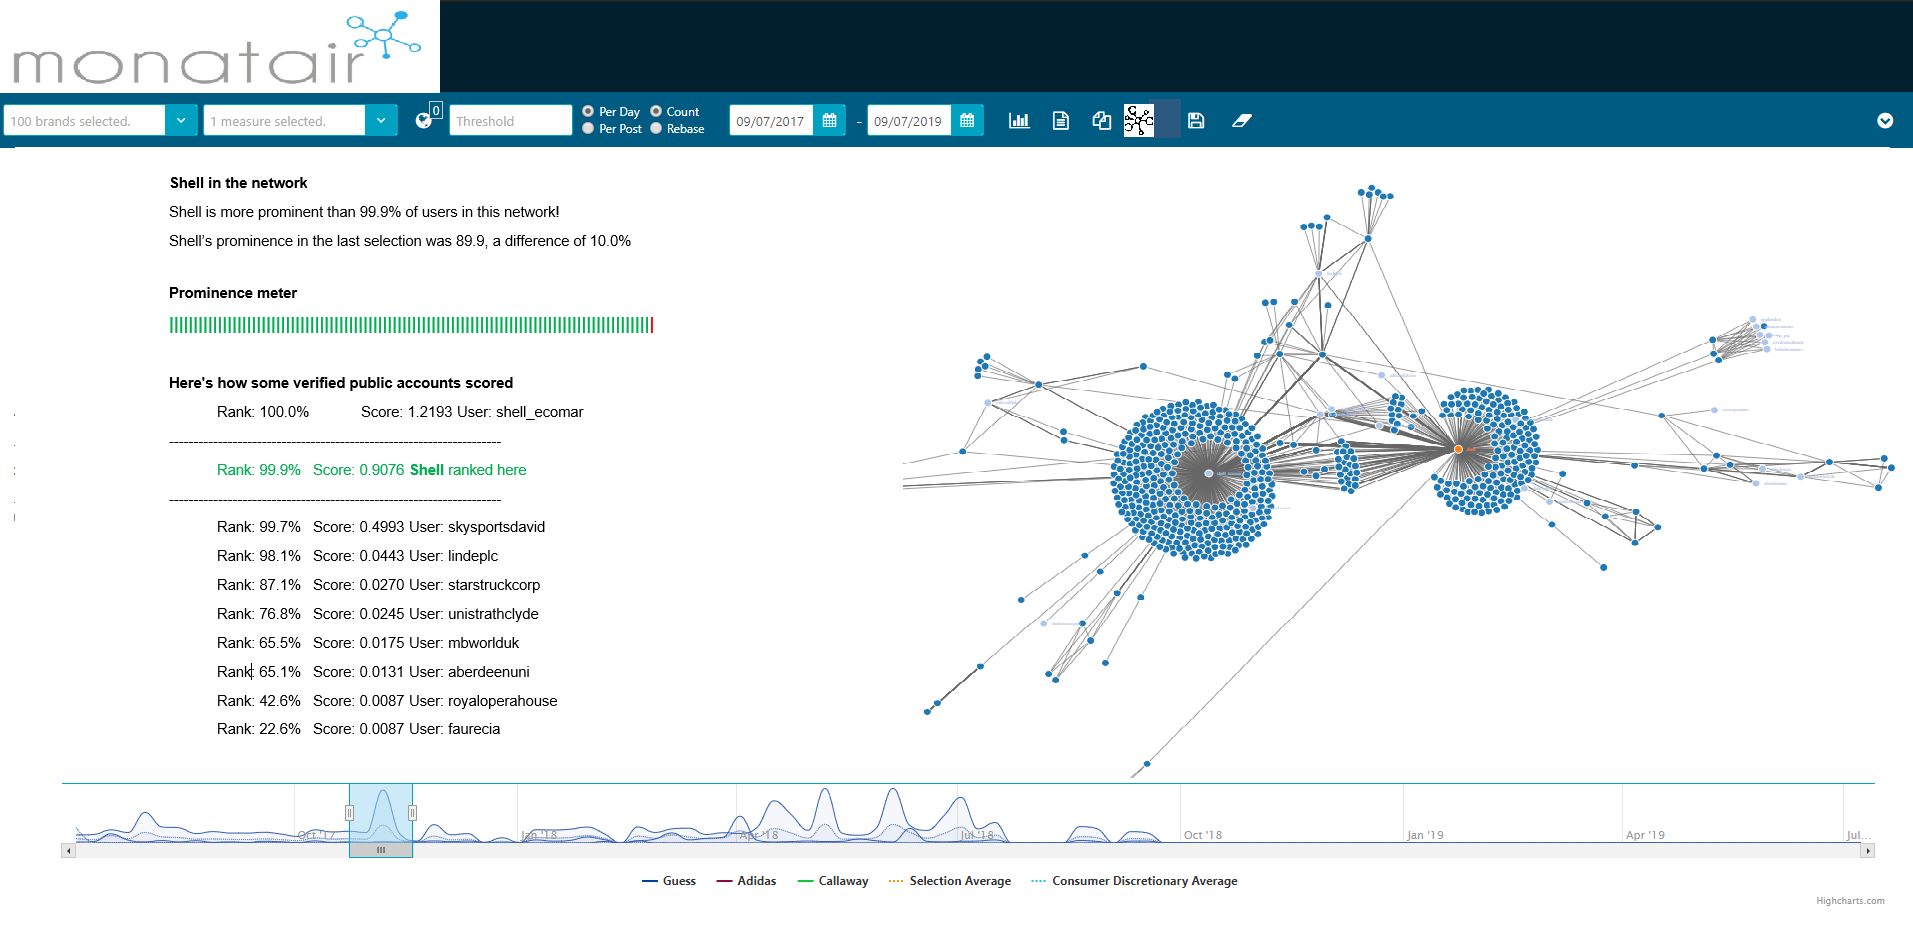 monatair
100 brands selected.
1 measure selected.
0
Threshold
Per Day
Count
Per Post
Rebase
09/07/2017
-
09/07/2019
Shell in the network
Shell is more prominent than 99.9% of users in this network!
Shell's prominence in the last selection was 89.9, a difference of 10.0%
Prominence meter
Here's how some verified public accounts scored
Rank: 100.0% Score: 1.2193 User: shell_ecomar
--------------------------------------------------------------------
Rank: 99.9% Score: 0.9076 Shell ranked here
--------------------------------------------------------------------
Rank: 99.7% Score: 0.4993 User: skysportsdavid
Rank: 98.1% Score: 0.0443 User: lindeplc
Rank: 87.1% Score: 0.0270 User: starstruckcorp
Rank: 76.8% Score: 0.0245 User: unistrathclyde
Rank: 65.5% Score: 0.0175 User: mbworlduk
Rank: 65.1% Score: 0.0131 User: aberdeenuni
Rank: 42.6% Score: 0.0087 User: royaloperahouse
Rank: 22.6% Score: 0.0087 User: faurecia
Oct '17
Jan '18
Apr '18
Jul '18
Oct '18
Jan '19
Apr '19
Jul...
Guess
Adidas
Callaway
Selection Average
Consumer Discretionary Average
Highcharts.com